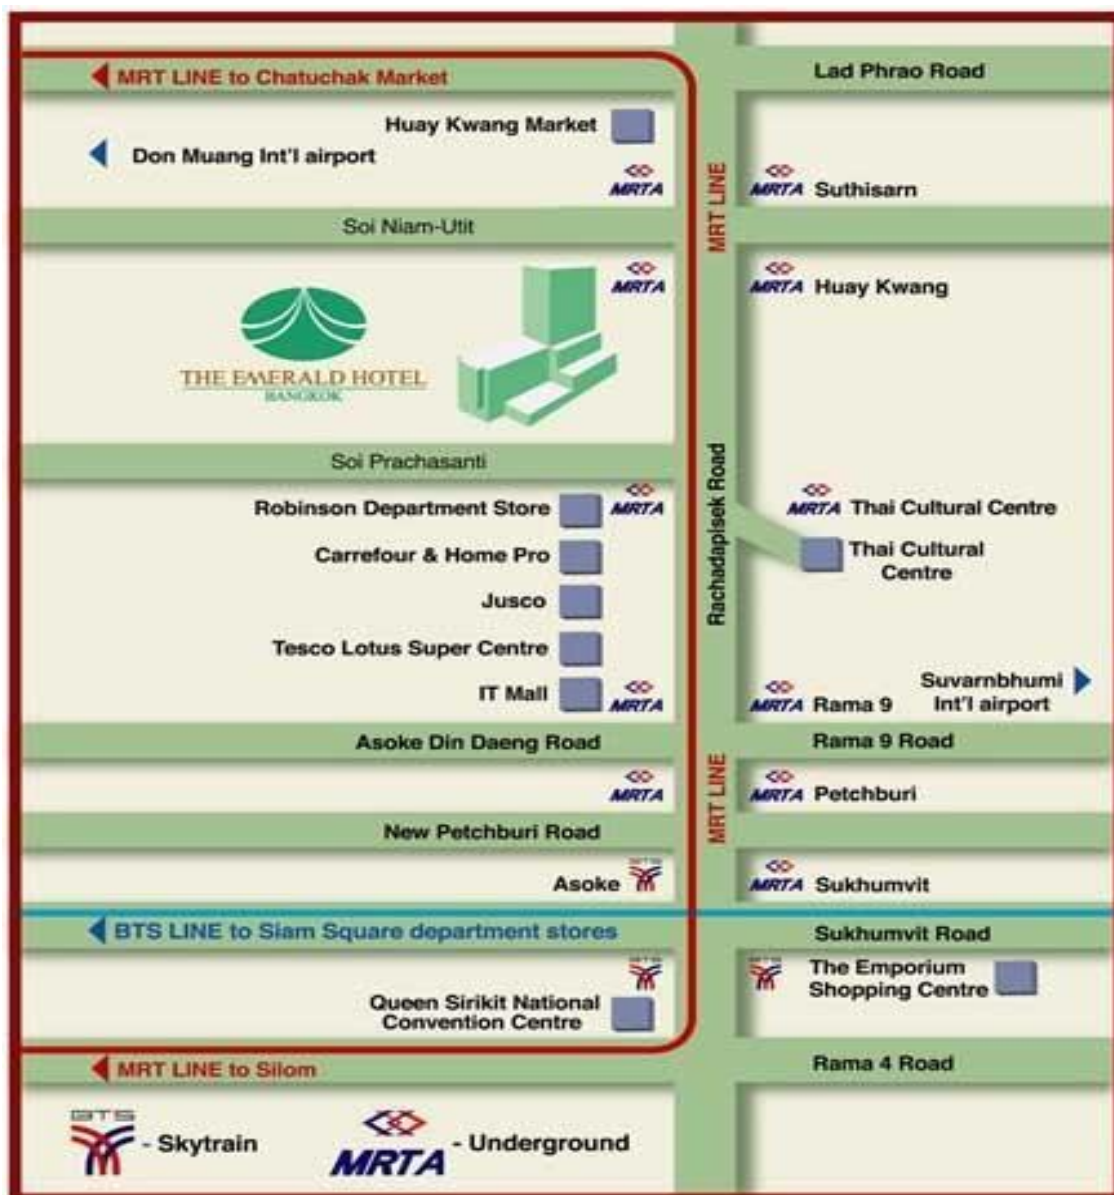 MRT LINE to Chatuchak Market
Lad Phrao Road
Huay Kwang Market
Don Muang Int'l airport
MRTA
MRT LINE
MRTA Suthisarn
Soi Niam-Utit
MRTA
MRTA Huay Kwang
THE EMERALD HOTEL
BANGKOK
Soi Prachasanti
Rachadapisek Road
Robinson Department Store
MRTA
MRTA Thai Cultural Centre
Carrefour & Home Pro
Thai Cultural
Centre
Jusco
Tesco Lotus Super Centre
IT Mall
MRTA
MRTA Rama 9
Suvarnbhumi
Int'l airport
Asoke Din Daeng Road
Rama 9 Road
MRTA
MRT LINE
MRTA Petchburi
New Petchburi Road
Asoke
BTS
MRTA Sukhumvit
BTS LINE to Siam Square department stores
Sukhumvit Road
BTS
BTS
The Emporium
Shopping Centre
Queen Sirikit National
Convention Centre
MRT LINE to Silom
Rama 4 Road
BTS
- Skytrain
MRTA
- Underground